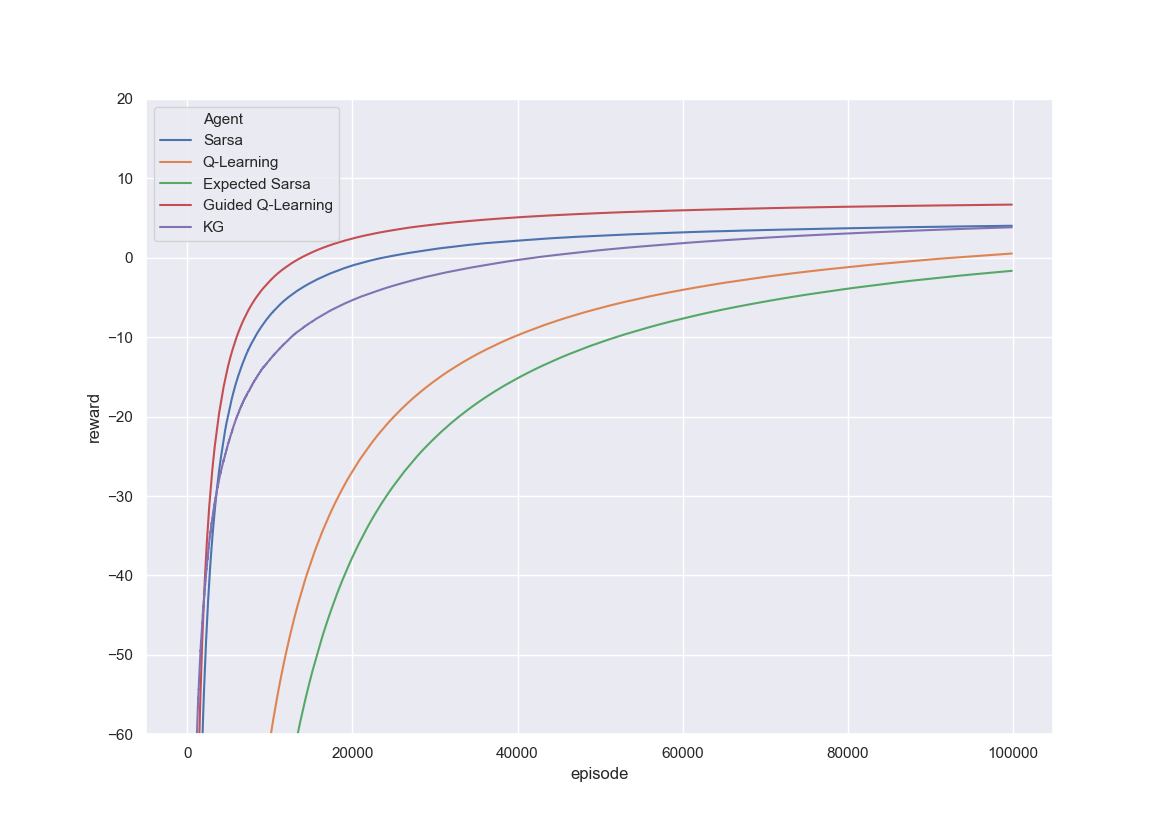 20
10
0
−10
−20
−30
−40
−50
−60
reward
Agent
Sarsa
Q-Learning
Expected Sarsa
Guided Q-Learning
KG
0 20000 40000 60000 80000 100000
episode